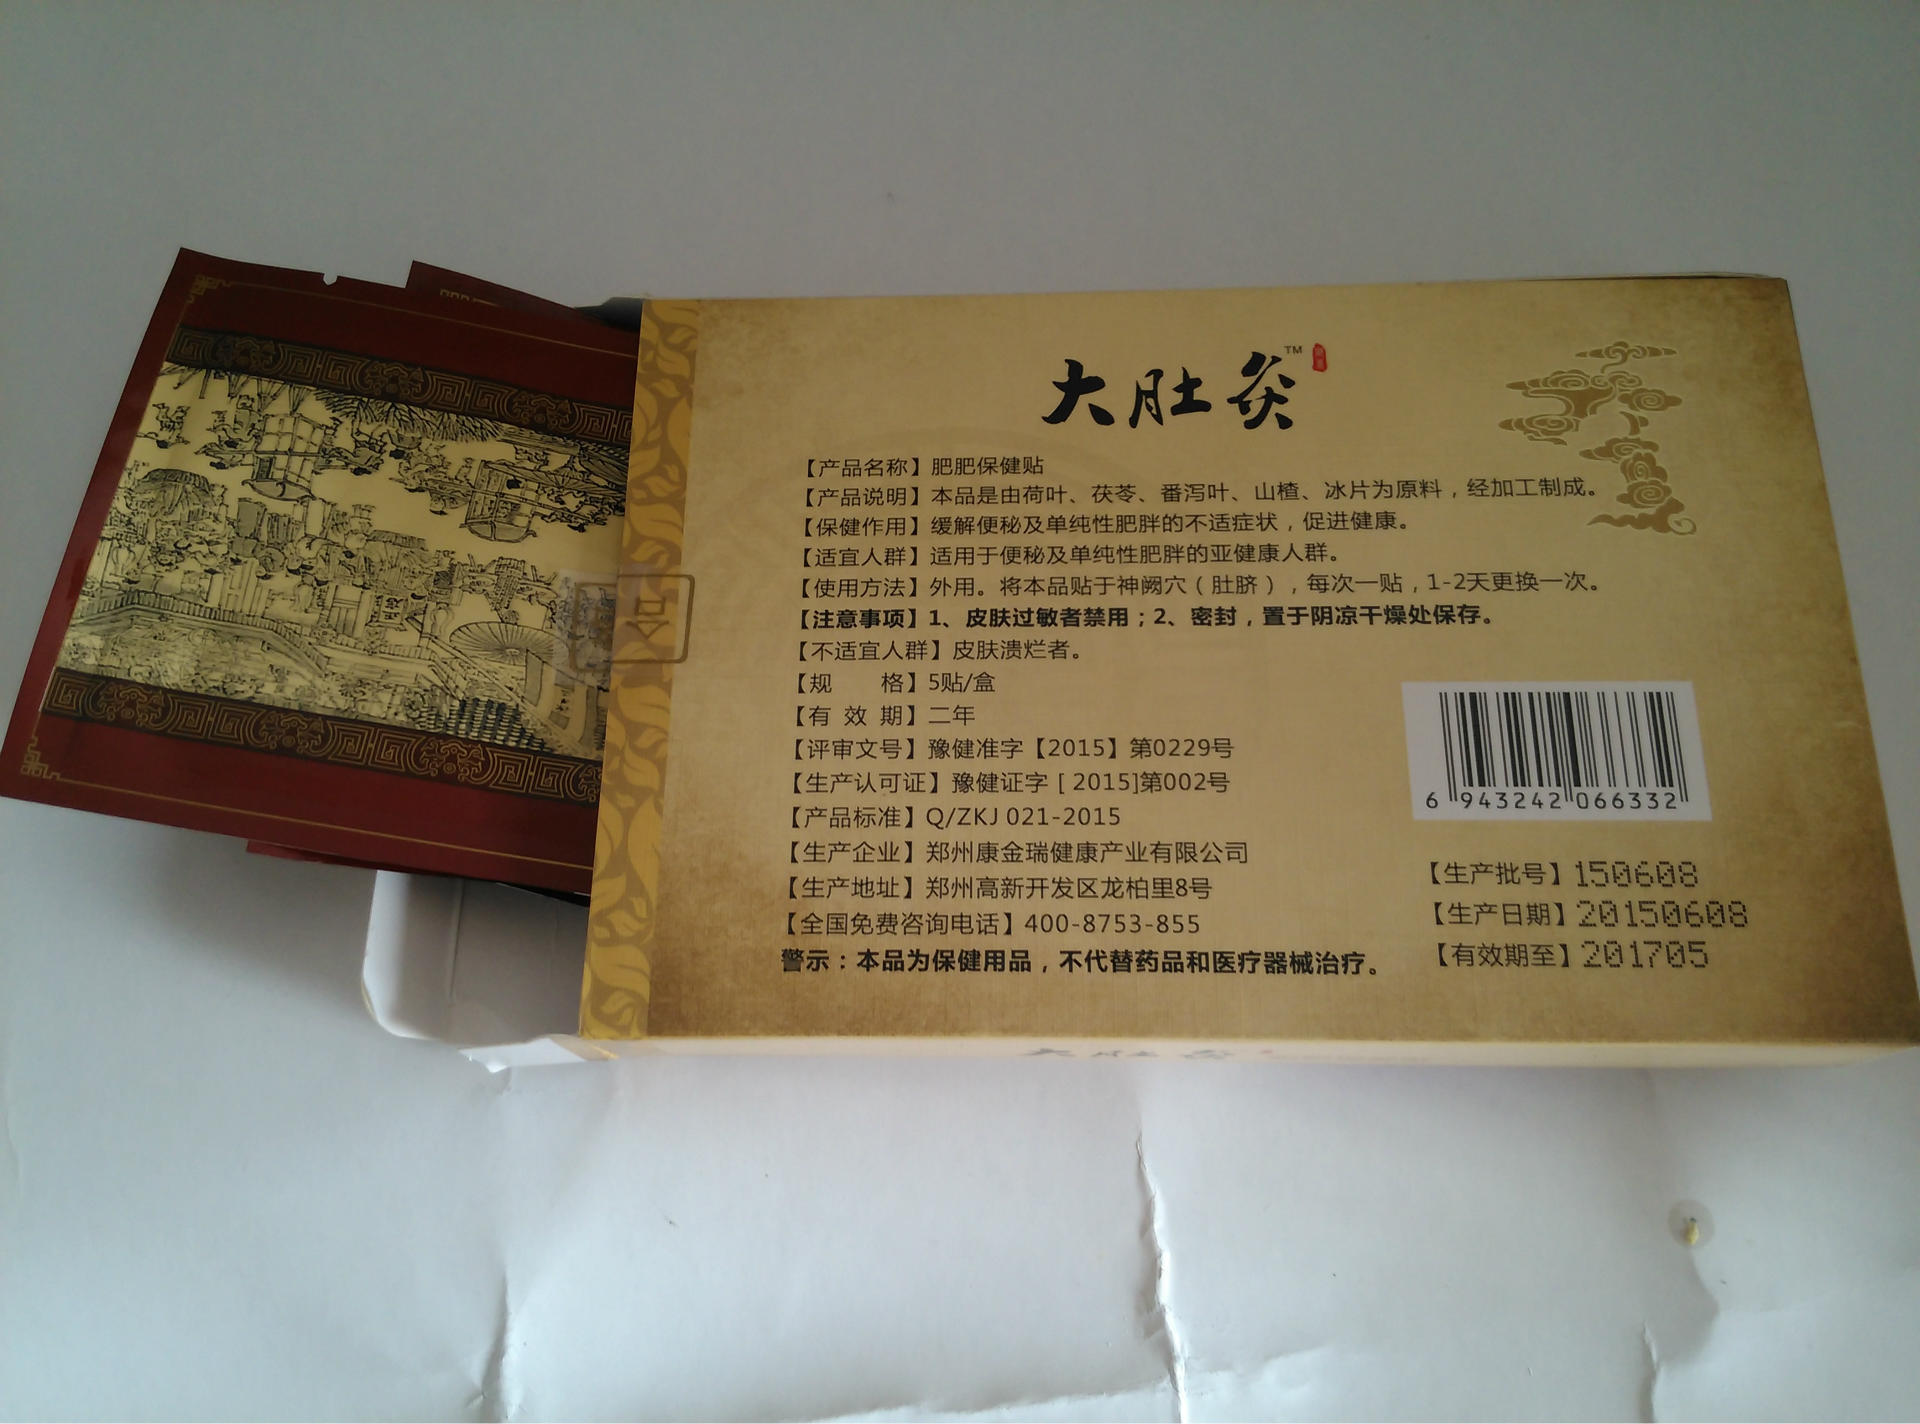 大肚灸 TM
【产品名称】肥肥保健贴
【产品说明】本品是由荷叶、茯苓、番泻叶、山楂、冰片为原料，经加工制成。
【保健作用】缓解便秘及单纯性肥胖的不适症状，促进健康。
【适宜人群】适用于便秘及单纯性肥胖的亚健康人群。
【使用方法】外用。将本品贴于神阙穴（肚脐），每次一贴，1-2天更换一次。
【注意事项】1、皮肤过敏者禁用；2、密封，置于阴凉干燥处保存。
【不适宜人群】皮肤溃烂者。
【规 格】5贴/盒
【有 效 期】二年
【评审文号】豫健准字【2015】第0229号
【生产认可证】豫健证字 [ 2015]第002号
【产品标准】Q/ZKJ 021-2015
【生产企业】郑州康金瑞健康产业有限公司
【生产地址】郑州高新开发区龙柏里8号
【全国免费咨询电话】400-8753-855
警示：本品为保健用品，不代替药品和医疗器械治疗。
6 943242 066332
【生产批号】150608
【生产日期】20150608
【有效期至】201705
大肚灸